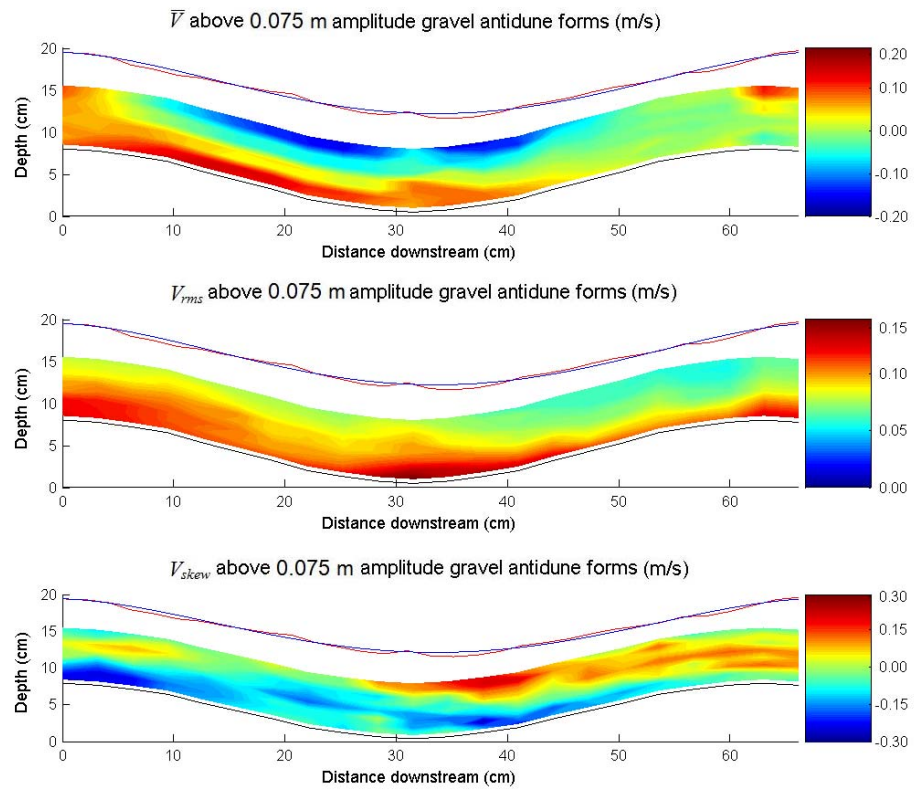 V̅ above 0.075 m amplitude gravel antidune forms (m/s)
20
15
10
5
0
Depth (cm)
0 10 20 30 40 50 60
Distance downstream (cm)
0.20
0.10
0.00
-0.10
-0.20
V_rms above 0.075 m amplitude gravel antidune forms (m/s)
20
15
10
5
0
Depth (cm)
0 10 20 30 40 50 60
Distance downstream (cm)
0.15
0.10
0.05
0.00
V_skew above 0.075 m amplitude gravel antidune forms (m/s)
20
15
10
5
0
Depth (cm)
0 10 20 30 40 50 60
Distance downstream (cm)
0.30
0.15
0.00
-0.15
-0.30